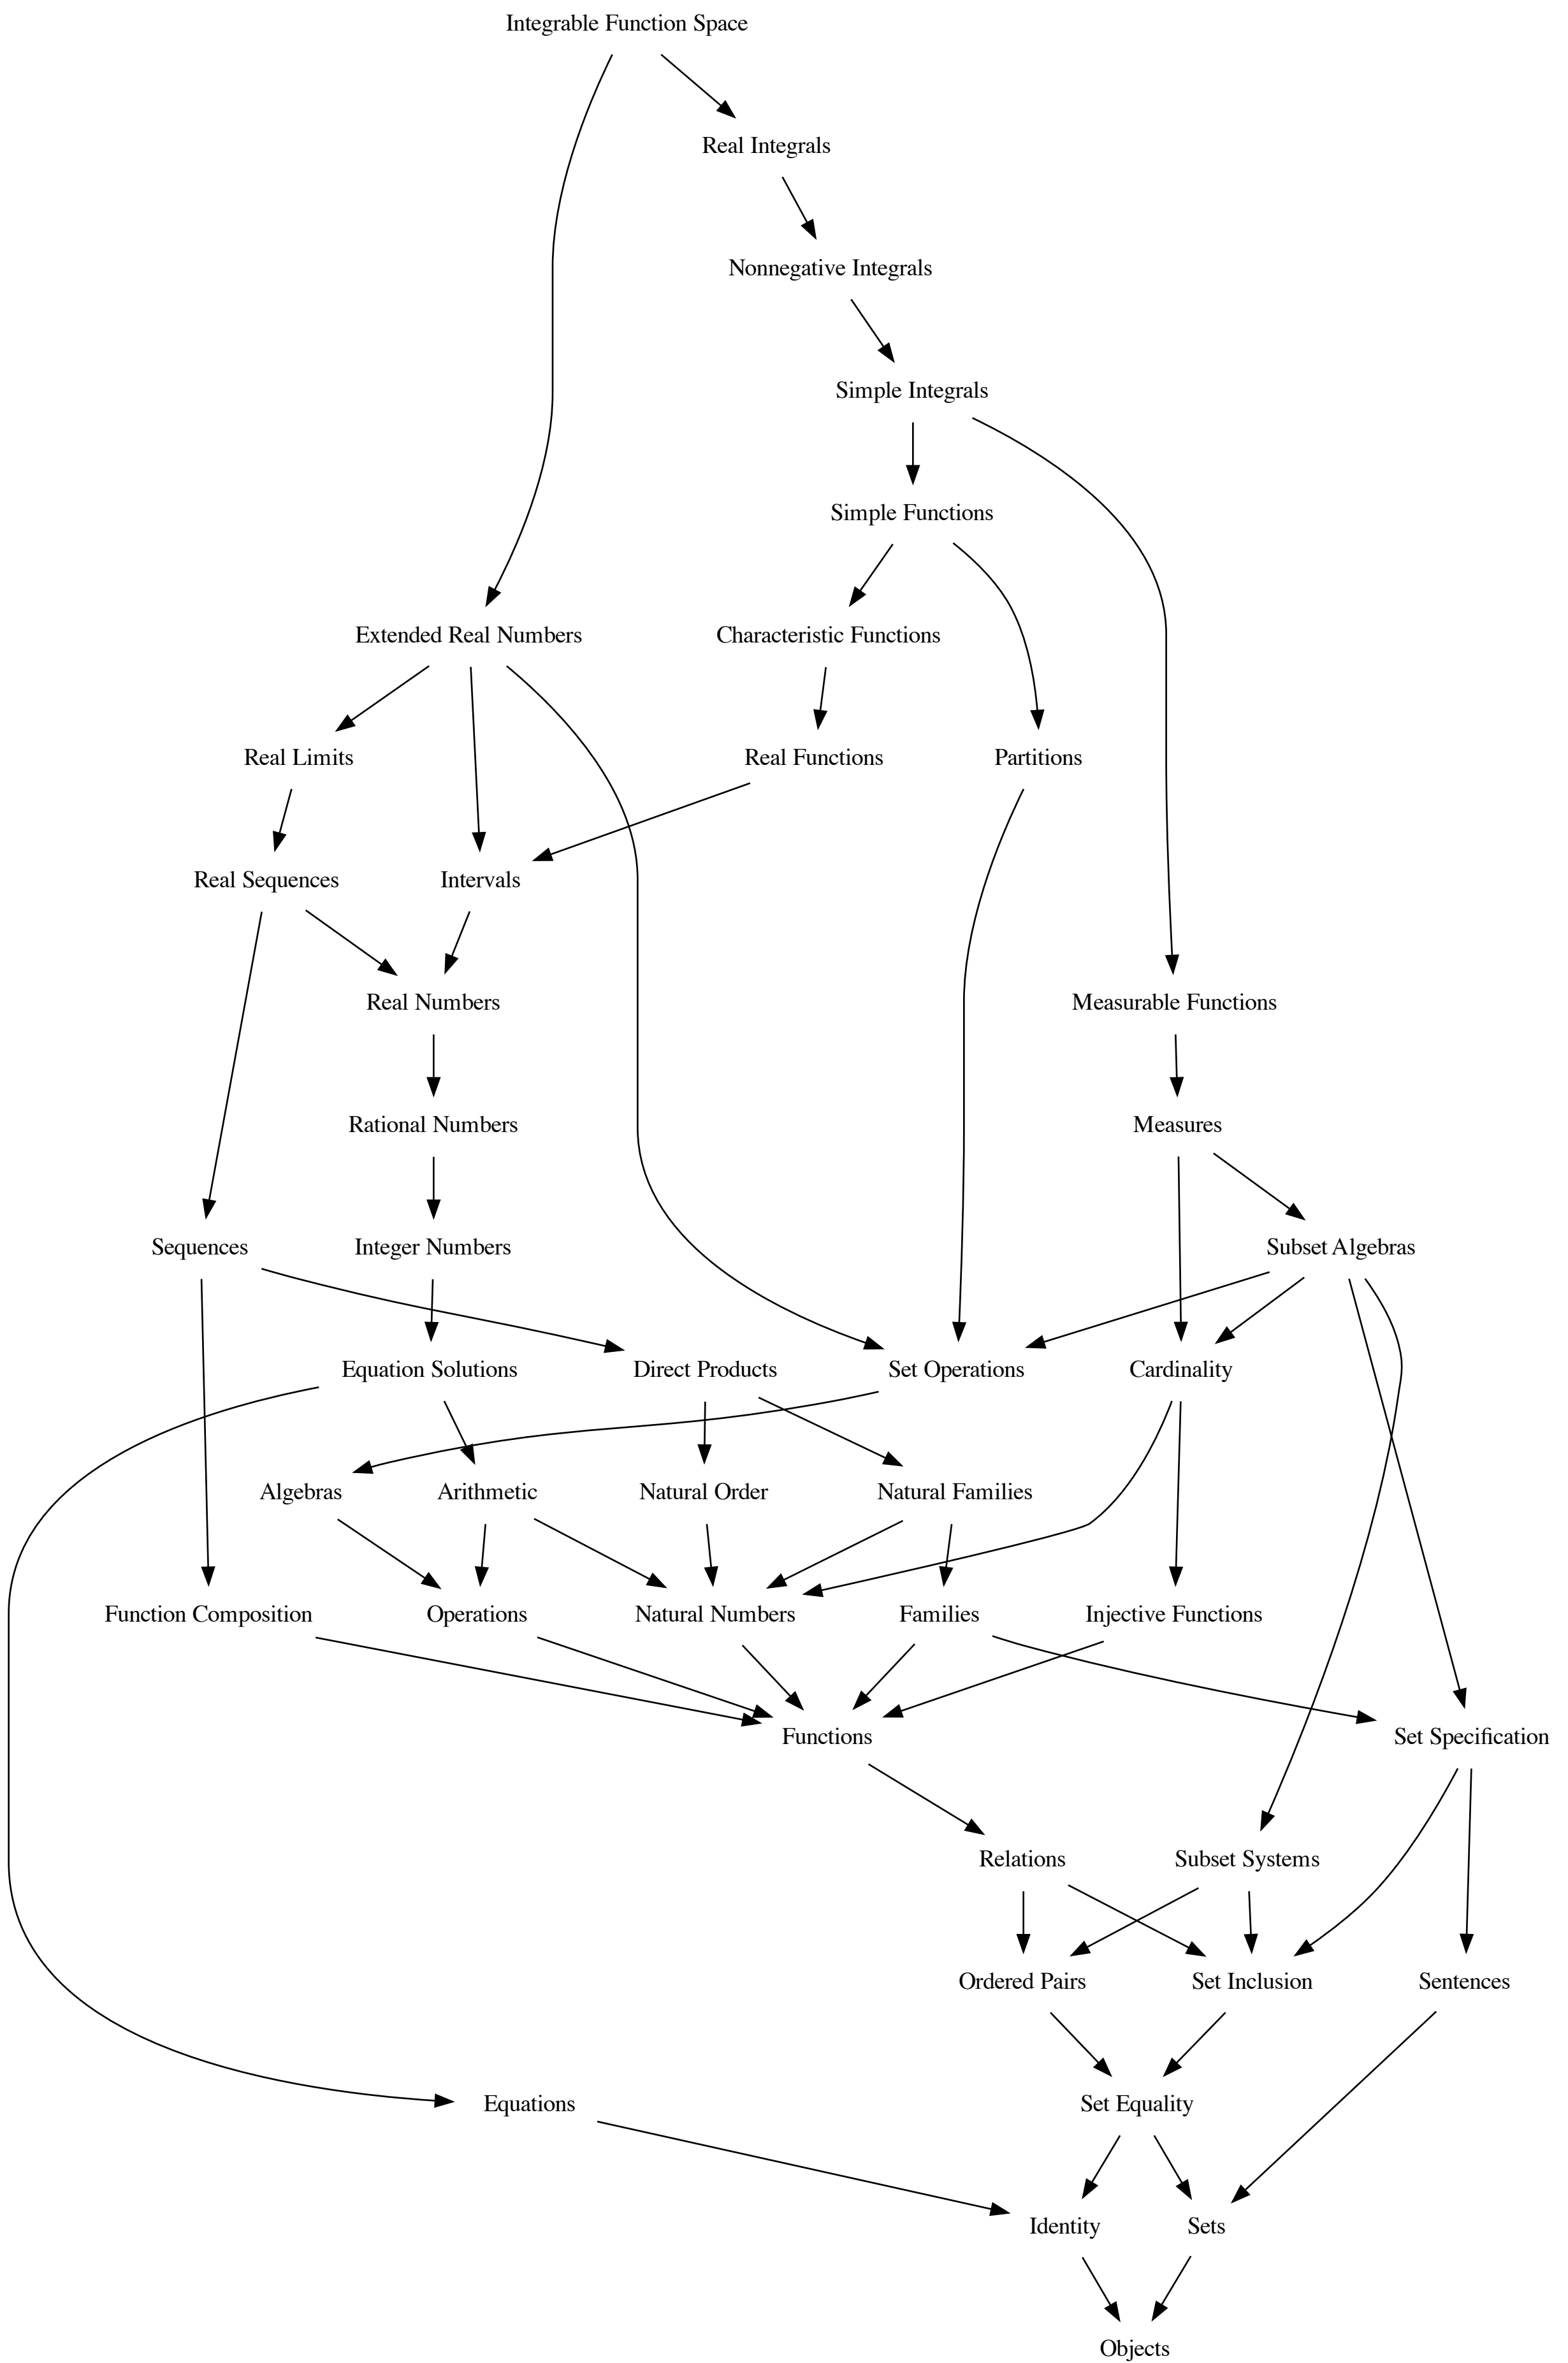 Integrable Function Space
Real Integrals
Nonnegative Integrals
Simple Integrals
Simple Functions
Extended Real Numbers
Characteristic Functions
Real Limits
Real Functions
Partitions
Real Sequences
Intervals
Real Numbers
Measurable Functions
Rational Numbers
Measures
Sequences
Integer Numbers
Subset Algebras
Equation Solutions
Direct Products
Set Operations
Cardinality
Algebras
Arithmetic
Natural Order
Natural Families
Function Composition
Operations
Natural Numbers
Families
Injective Functions
Functions
Set Specification
Relations
Subset Systems
Ordered Pairs
Set Inclusion
Sentences
Equations
Set Equality
Identity
Sets
Objects